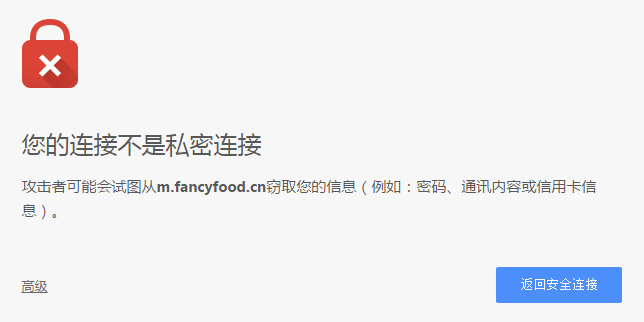 您的连接不是私密连接
攻击者可能会试图从m.fancyfood.cn窃取您的信息（例如：密码、通讯内容或信用卡信
息）。
高级
返回安全连接